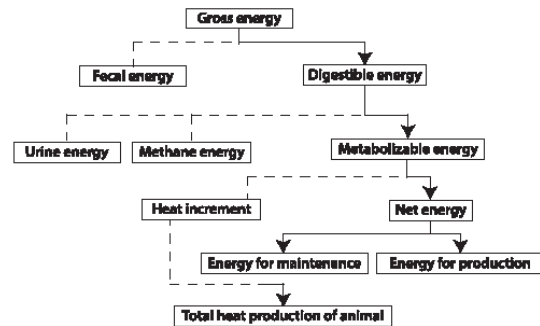 Gross energy
Fecal energy
Digestible energy
Urine energy
Methane energy
Metabolizable energy
Heat increment
Net energy
Energy for maintenance
Energy for production
Total heat production of animal